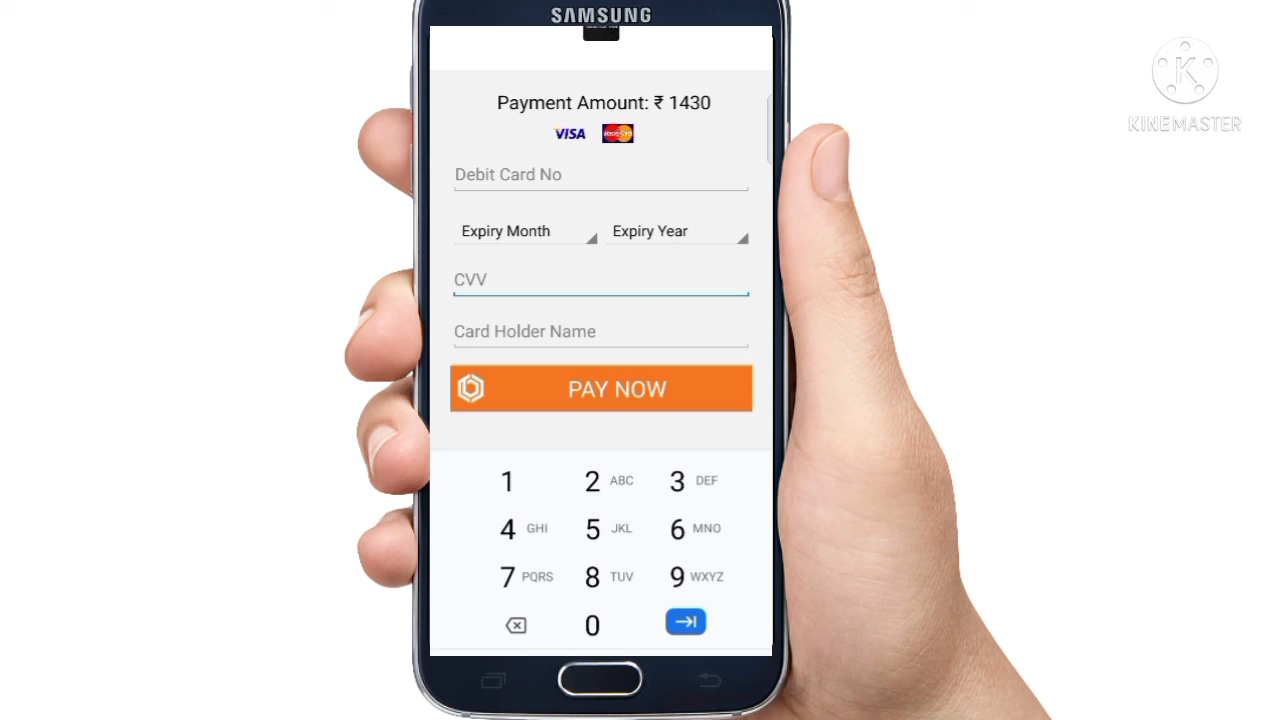 SAMSUNG
Payment Amount: ₹ 1430
VISA MasterCard
Debit Card No
Expiry Month Expiry Year
CVV
Card Holder Name
PAY NOW
1 2 ABC 3 DEF
4 GHI 5 JKL 6 MNO
7 PQRS 8 TUV 9 WXYZ
0
K
KINEMASTER